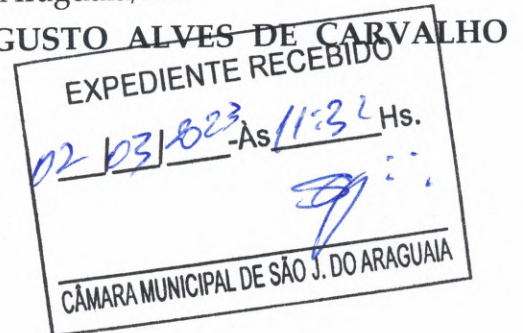 GUSTO ALVES DE CARVALHO
EXPEDIENTE RECEBIDO
02/03/2023-Às 11:32 Hs.
CÂMARA MUNICIPAL DE SÃO J. DO ARAGUAIA